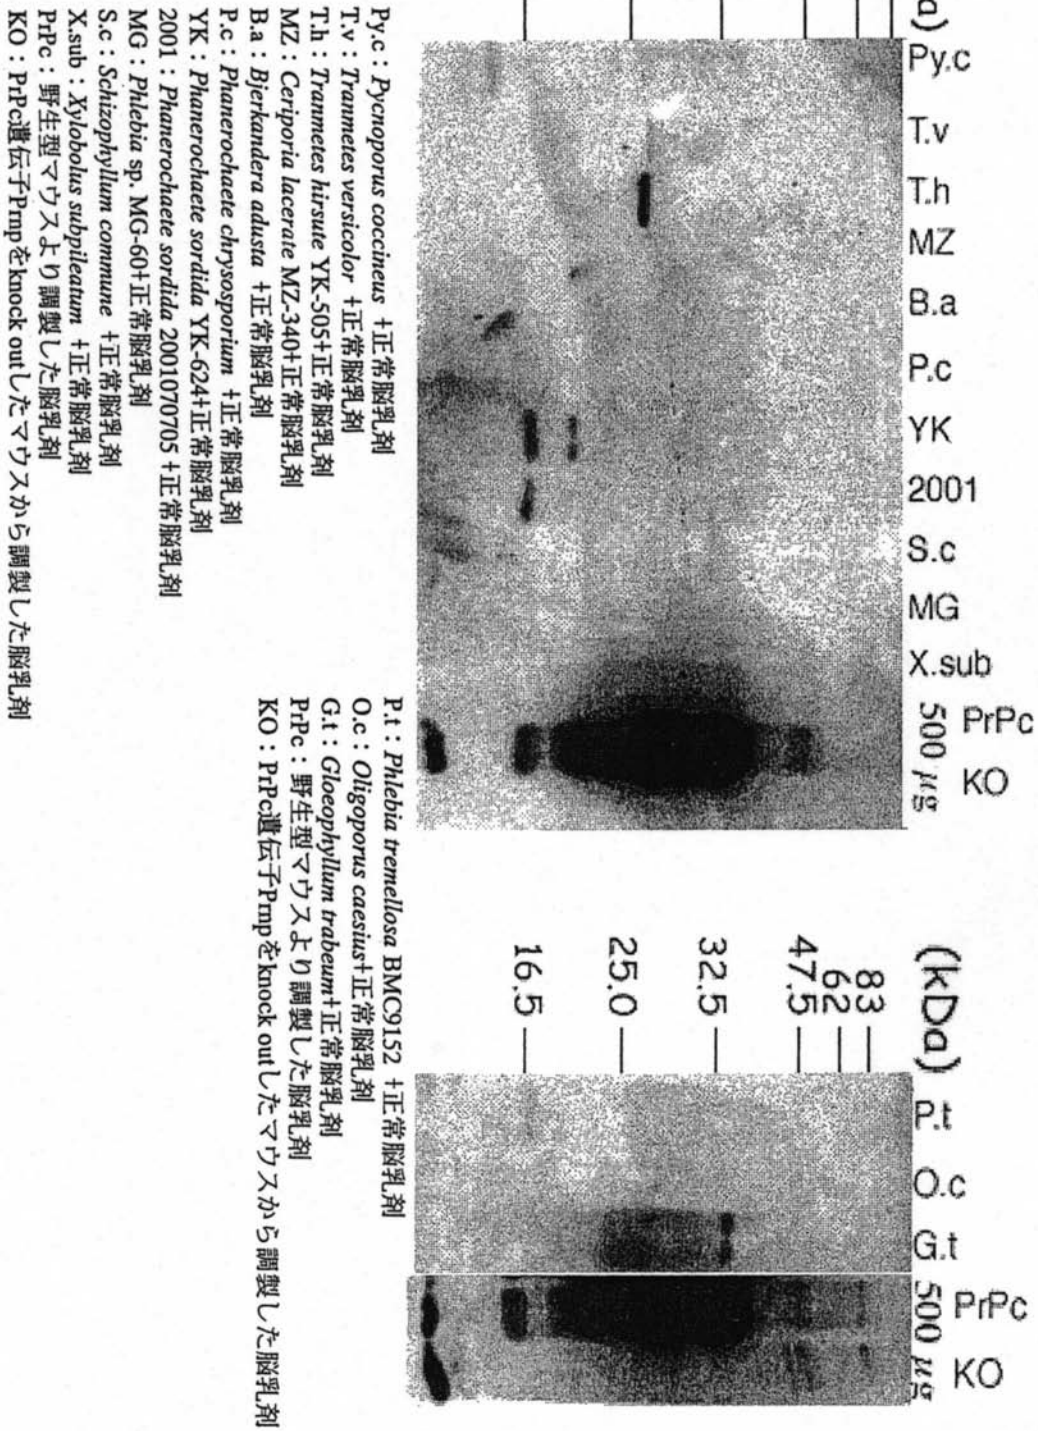 a)
Py.c
T.v
T.h
MZ
B.a
P.c
YK
2001
S.c
MG
X.sub
PrPc
KO
500 µg
Py.c：Pycnoporus coccineus +正常脳乳剤
T.v：Tranmetes versicolor +正常脳乳剤
T.h：Tranmetes hirsute YK-505+正常脳乳剤
MZ：Ceriporia lacerate MZ-340+正常脳乳剤
B.a：Bjerkandera adusta +正常脳乳剤
P.c：Phanerochaete chrysosporium +正常脳乳剤
YK：Phanerochaete sordida YK-624+正常脳乳剤
2001：Phanerochaete sordida 2001070705 +正常脳乳剤
MG：Phlebia sp. MG-60+正常脳乳剤
S.c：Schizophyllum commune +正常脳乳剤
X.sub：Xylobolus subpileatum +正常脳乳剤
PrPc：野生型マウスより調製した脳乳剤
KO：PrPc遺伝子Prnpをknock outしたマウスから調製した脳乳剤
(kDa)
83
62
47.5
32.5
25.0
16.5
P.t
O.c
G.t
PrPc
KO
500 µg
P.t：Phlebia tremellosa BMC9152 +正常脳乳剤
O.c：Oligoporus caesius+正常脳乳剤
G.t：Gloeophyllum trabeum+正常脳乳剤
PrPc：野生型マウスより調製した脳乳剤
KO：PrPc遺伝子Prnpをknock outしたマウスから調製した脳乳剤